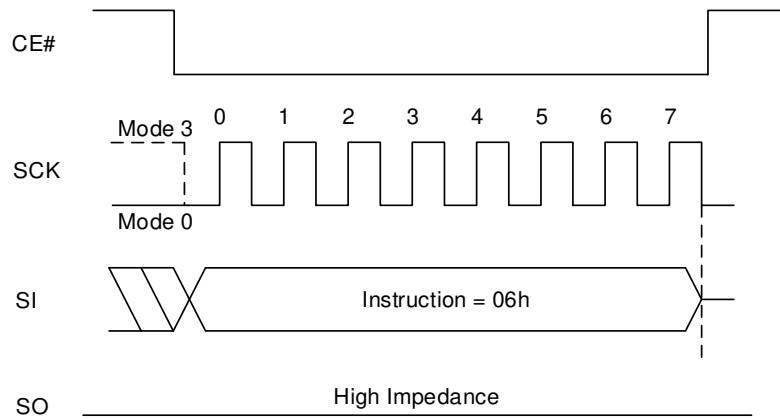 CE#
Mode 3
0 1 2 3 4 5 6 7
SCK
Mode 0
SI
Instruction = 06h
SO
High Impedance